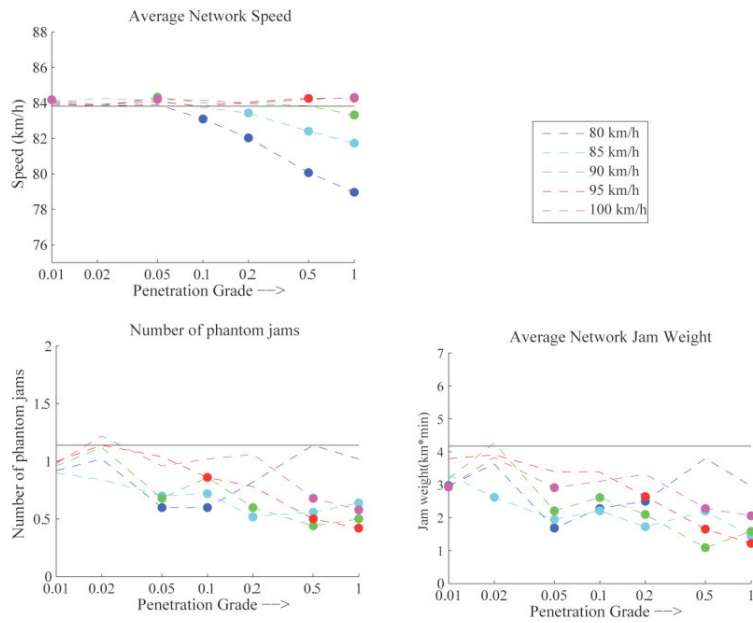 Average Network Speed
88
86
84
82
80
78
76
Speed (km/h)
0.01 0.02 0.05 0.1 0.2 0.5 1
Penetration Grade —–>
80 km/h
85 km/h
90 km/h
95 km/h
100 km/h
Number of phantom jams
2
1.5
1
0.5
0
Number of phantom jams
0.01 0.02 0.05 0.1 0.2 0.5 1
Penetration Grade —–>
Average Network Jam Weight
7
6
5
4
3
2
1
0
Jam weight(km*min)
0.01 0.02 0.05 0.1 0.2 0.5 1
Penetration Grade —–>